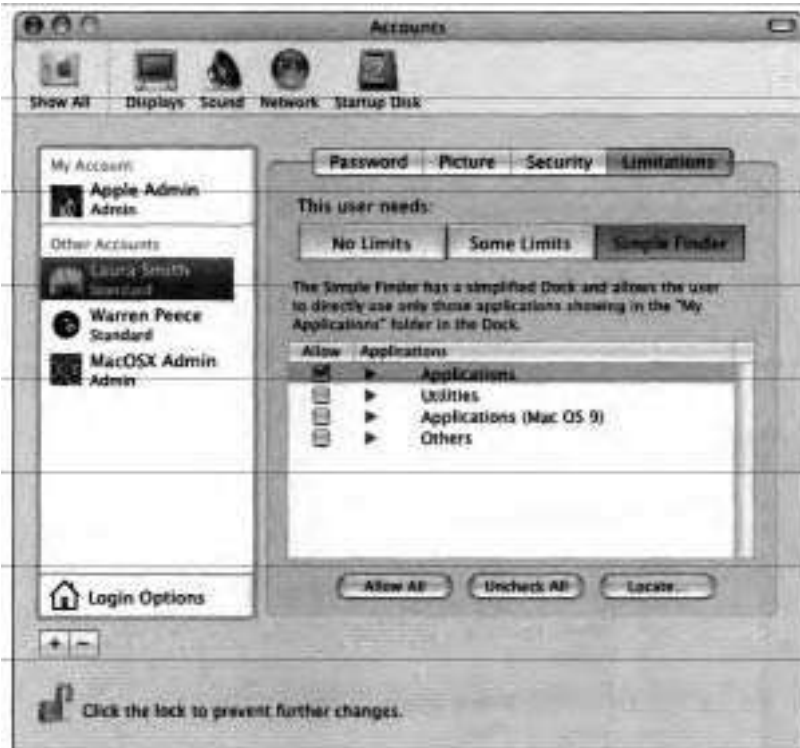 Accounts
Show All Displays Sound Network Startup Disk
My Account
Apple Admin
Admin
Other Accounts
Laura Smith
Standard
Warren Peece
Standard
MacOSX Admin
Admin
Login Options
Password Picture Security Limitations
This user needs:
No Limits Some Limits Simple Finder
The Simple Finder has a simplified Dock and allows the user
to directly use only those applications showing in the "My
Applications" folder in the Dock.
Allow Applications
Applications
Utilities
Applications (Mac OS 9)
Others
Allow All Uncheck All Locate...
+ −
Click the lock to prevent further changes.